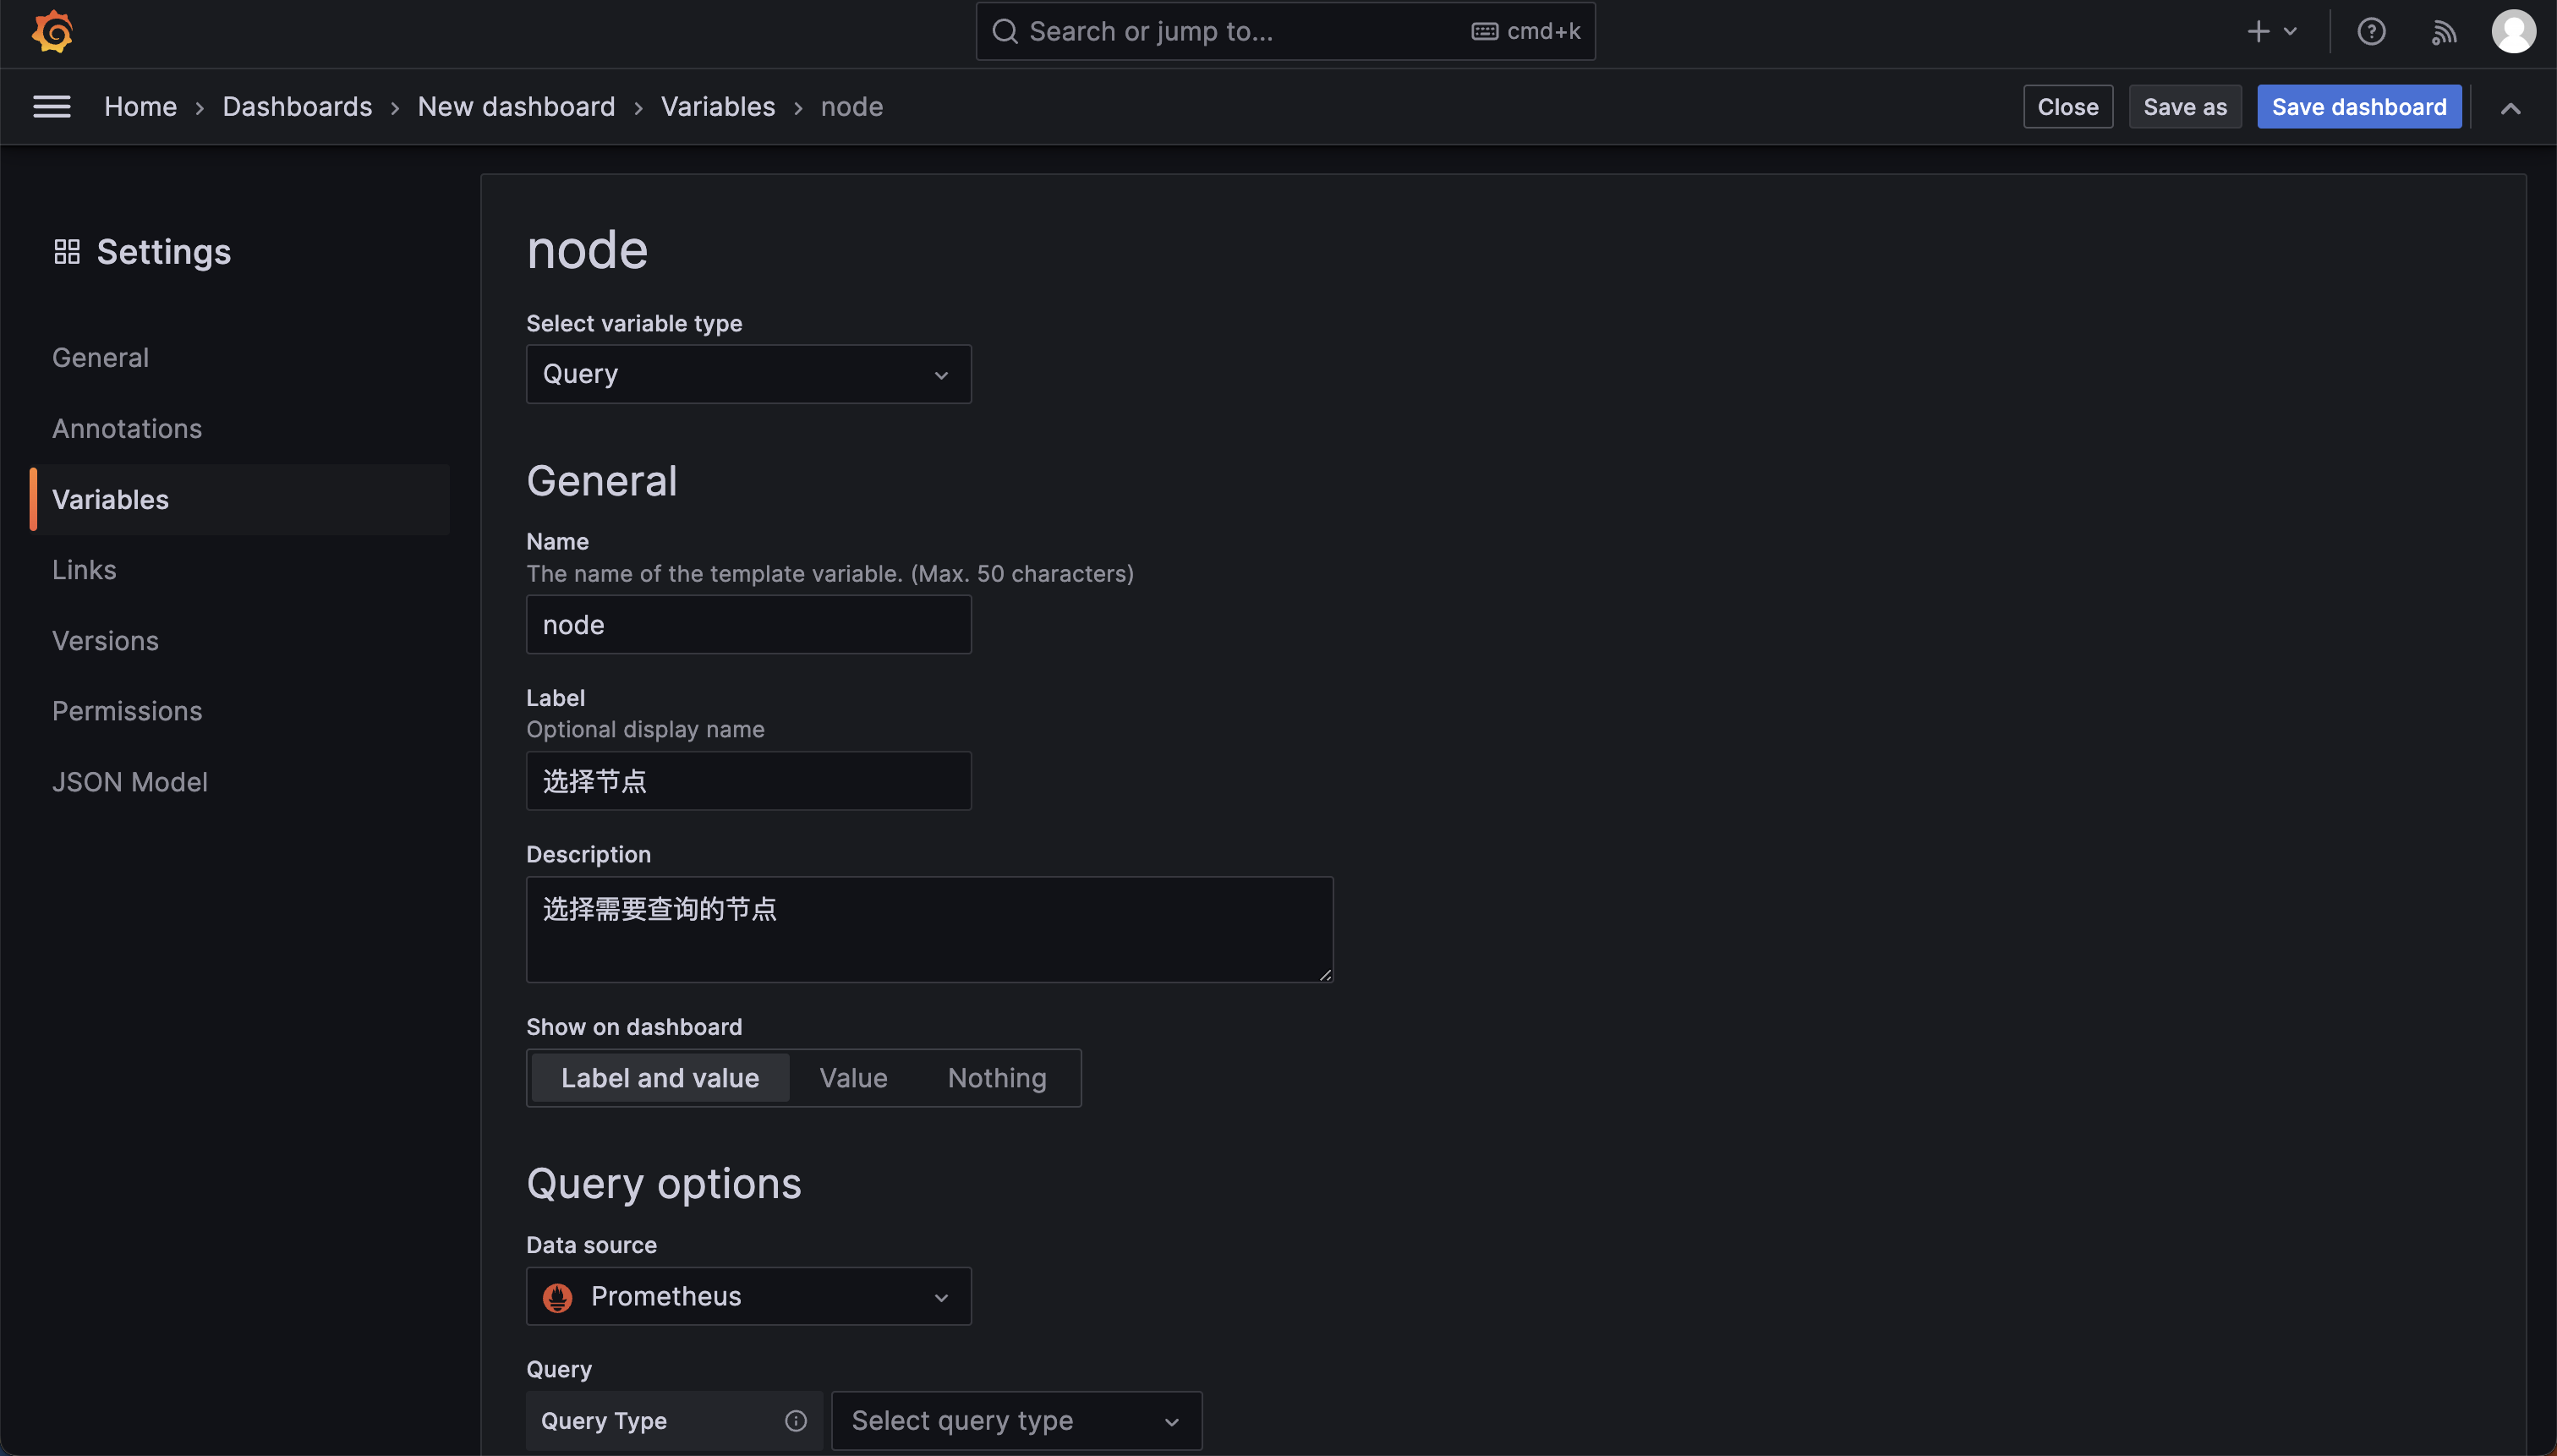 Search or jump to...
cmd+k
Home › Dashboards › New dashboard › Variables › node
Close
Save as
Save dashboard
Settings
General
Annotations
Variables
Links
Versions
Permissions
JSON Model
node
Select variable type
Query
General
Name
The name of the template variable. (Max. 50 characters)
node
Label
Optional display name
选择节点
Description
选择需要查询的节点
Show on dashboard
Label and value
Value
Nothing
Query options
Data source
Prometheus
Query
Query Type
Select query type